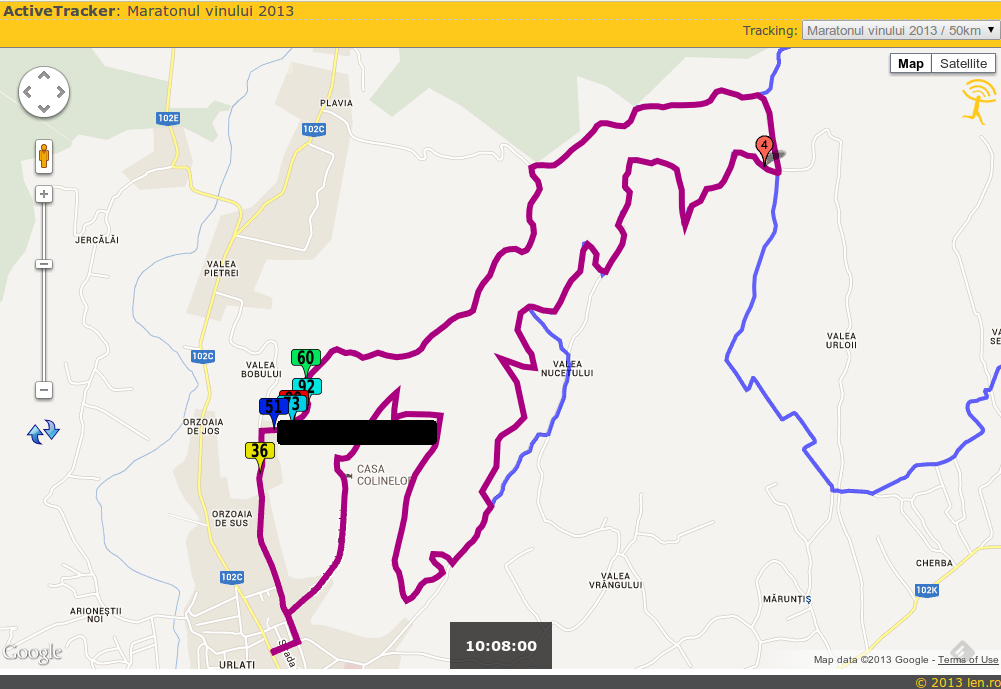 ActiveTracker: Maratonul vinului 2013
Tracking: Maratonul vinului 2013 / 50km
Map Satellite
102E
PLAVIA
102C
4
JERCĂLĂI
VALEA
PIETREI
102C
60
VALEA
BOBULUI
92
73
51
ORZOAIA
DE JOS
36
VALEA
NUCETULUI
VALEA
URLOII
CASA
COLINELOR
ORZOAIA
DE SUS
102C
VALEA
VRÂNGULUI
CHERBA
102K
MĂRUNȚIȘ
ARIONEȘTII
NOI
URLATI
Strada
Google
10:08:00
Map data ©2013 Google - Terms of Use
© 2013 len.ro